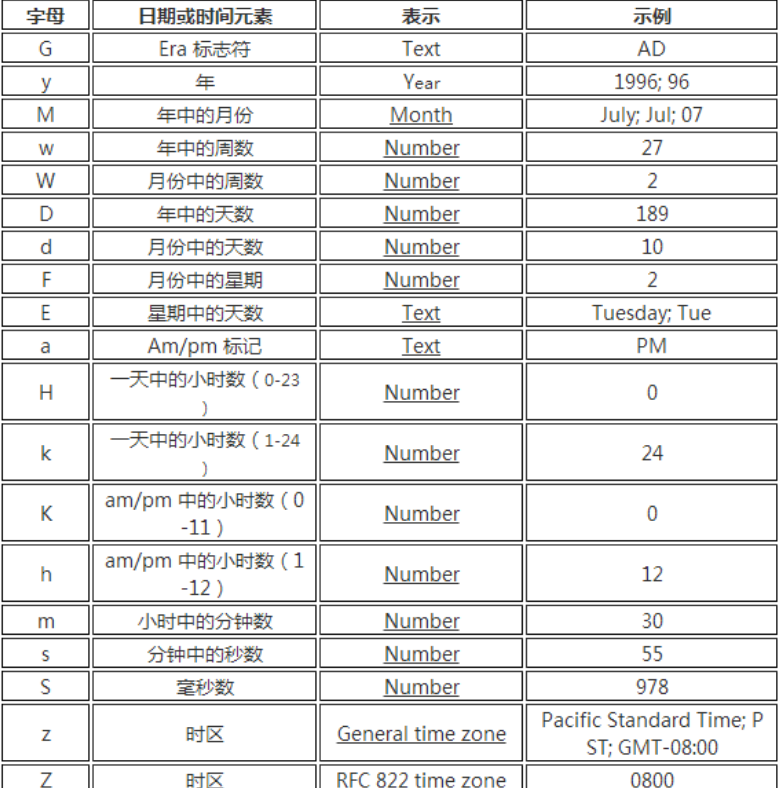 字母 日期或时间元素 表示 示例
G Era 标志符 Text AD
y 年 Year 1996; 96
M 年中的月份 Month July; Jul; 07
w 年中的周数 Number 27
W 月份中的周数 Number 2
D 年中的天数 Number 189
d 月份中的天数 Number 10
F 月份中的星期 Number 2
E 星期中的天数 Text Tuesday; Tue
a Am/pm 标记 Text PM
H 一天中的小时数（0-23
） Number 0
k 一天中的小时数（1-24
） Number 24
K am/pm 中的小时数（0
-11） Number 0
h am/pm 中的小时数（1
-12） Number 12
m 小时中的分钟数 Number 30
s 分钟中的秒数 Number 55
S 毫秒数 Number 978
z 时区 General time zone Pacific Standard Time; P
ST; GMT-08:00
Z 时区 RFC 822 time zone 0800